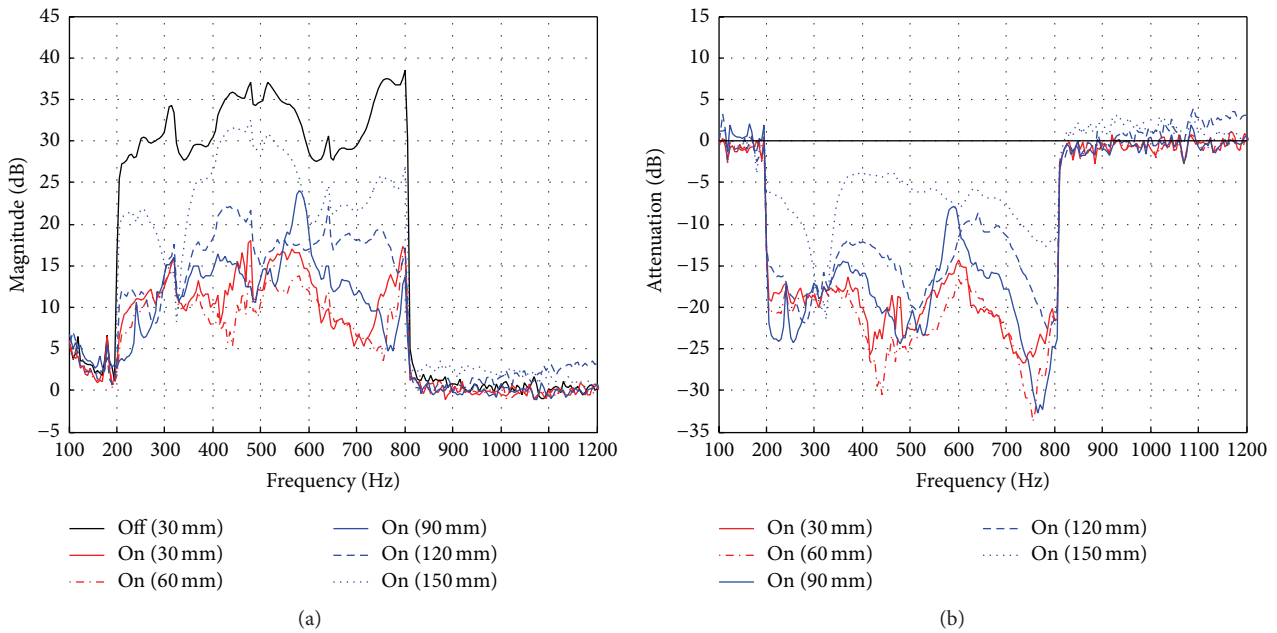 45
40
35
30
25
20
15
10
5
0
−5
Magnitude (dB)
100 200 300 400 500 600 700 800 900 1000 1100 1200
Frequency (Hz)
Off (30 mm)
On (30 mm)
On (60 mm)
On (90 mm)
On (120 mm)
On (150 mm)
(a)
15
10
5
0
−5
−10
−15
−20
−25
−30
−35
Attenuation (dB)
100 200 300 400 500 600 700 800 900 1000 1100 1200
Frequency (Hz)
On (30 mm)
On (60 mm)
On (90 mm)
On (120 mm)
On (150 mm)
(b)